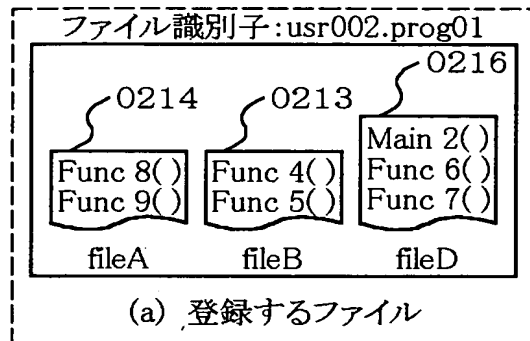 ファイル識別子:usr002.prog01
0214
0213
0216
Func 8()
Func 9()
Func 4()
Func 5()
Main 2()
Func 6()
Func 7()
fileA
fileB
fileD
(a) 登録するファイル